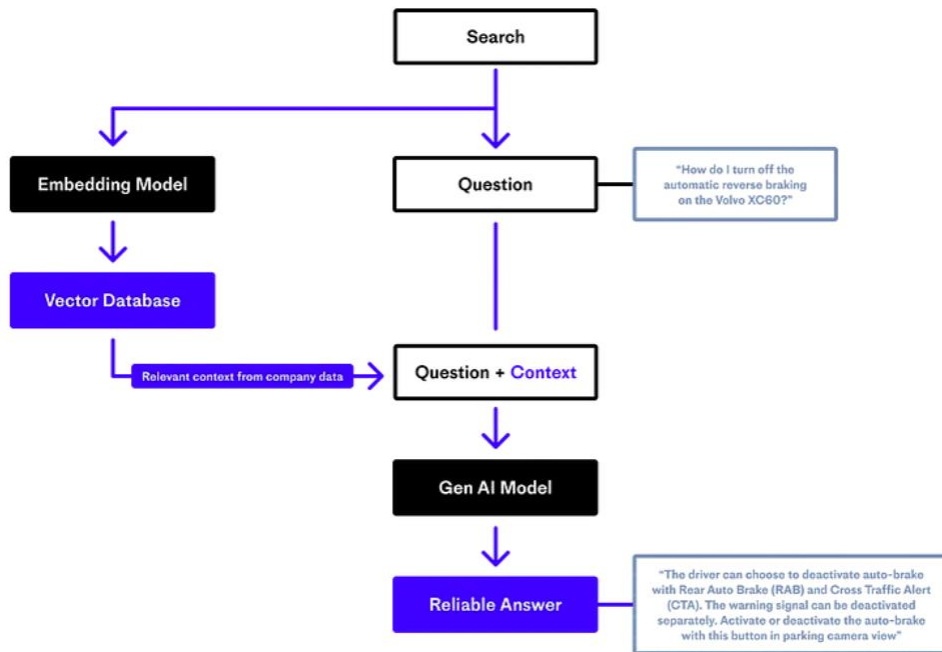 Search
Embedding Model
Question
“How do I turn off the
automatic reverse braking
on the Volvo XC60?”
Vector Database
Relevant context from company data
Question + Context
Gen AI Model
Reliable Answer
“The driver can choose to deactivate auto-brake
with Rear Auto Brake (RAB) and Cross Traffic Alert
(CTA). The warning signal can be deactivated
separately. Activate or deactivate the auto-brake
with this button in parking camera view”